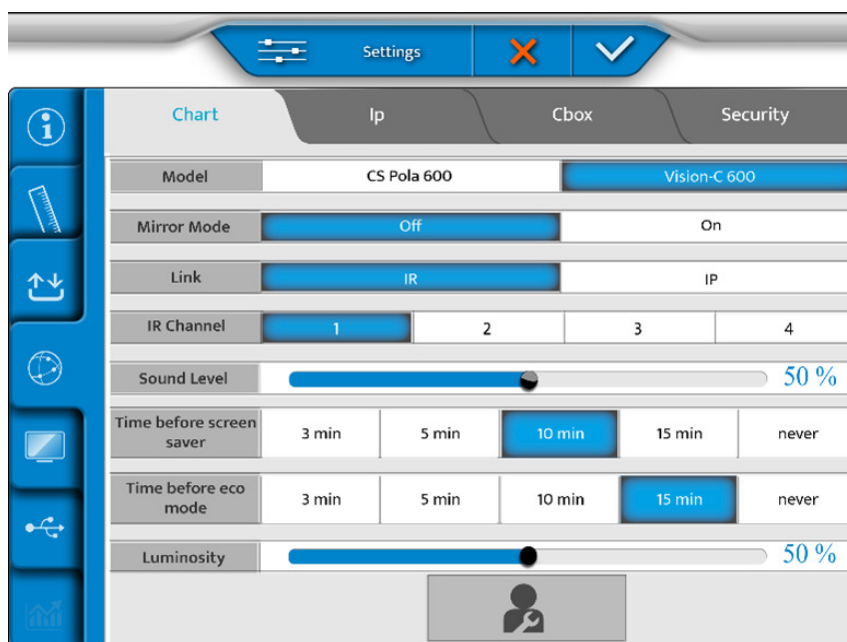 Settings
Chart Ip Cbox Security
Model CS Pola 600 Vision-C 600
Mirror Mode Off On
Link IR IP
IR Channel 1 2 3 4
Sound Level 50 %
Time before screen saver 3 min 5 min 10 min 15 min never
Time before eco mode 3 min 5 min 10 min 15 min never
Luminosity 50 %